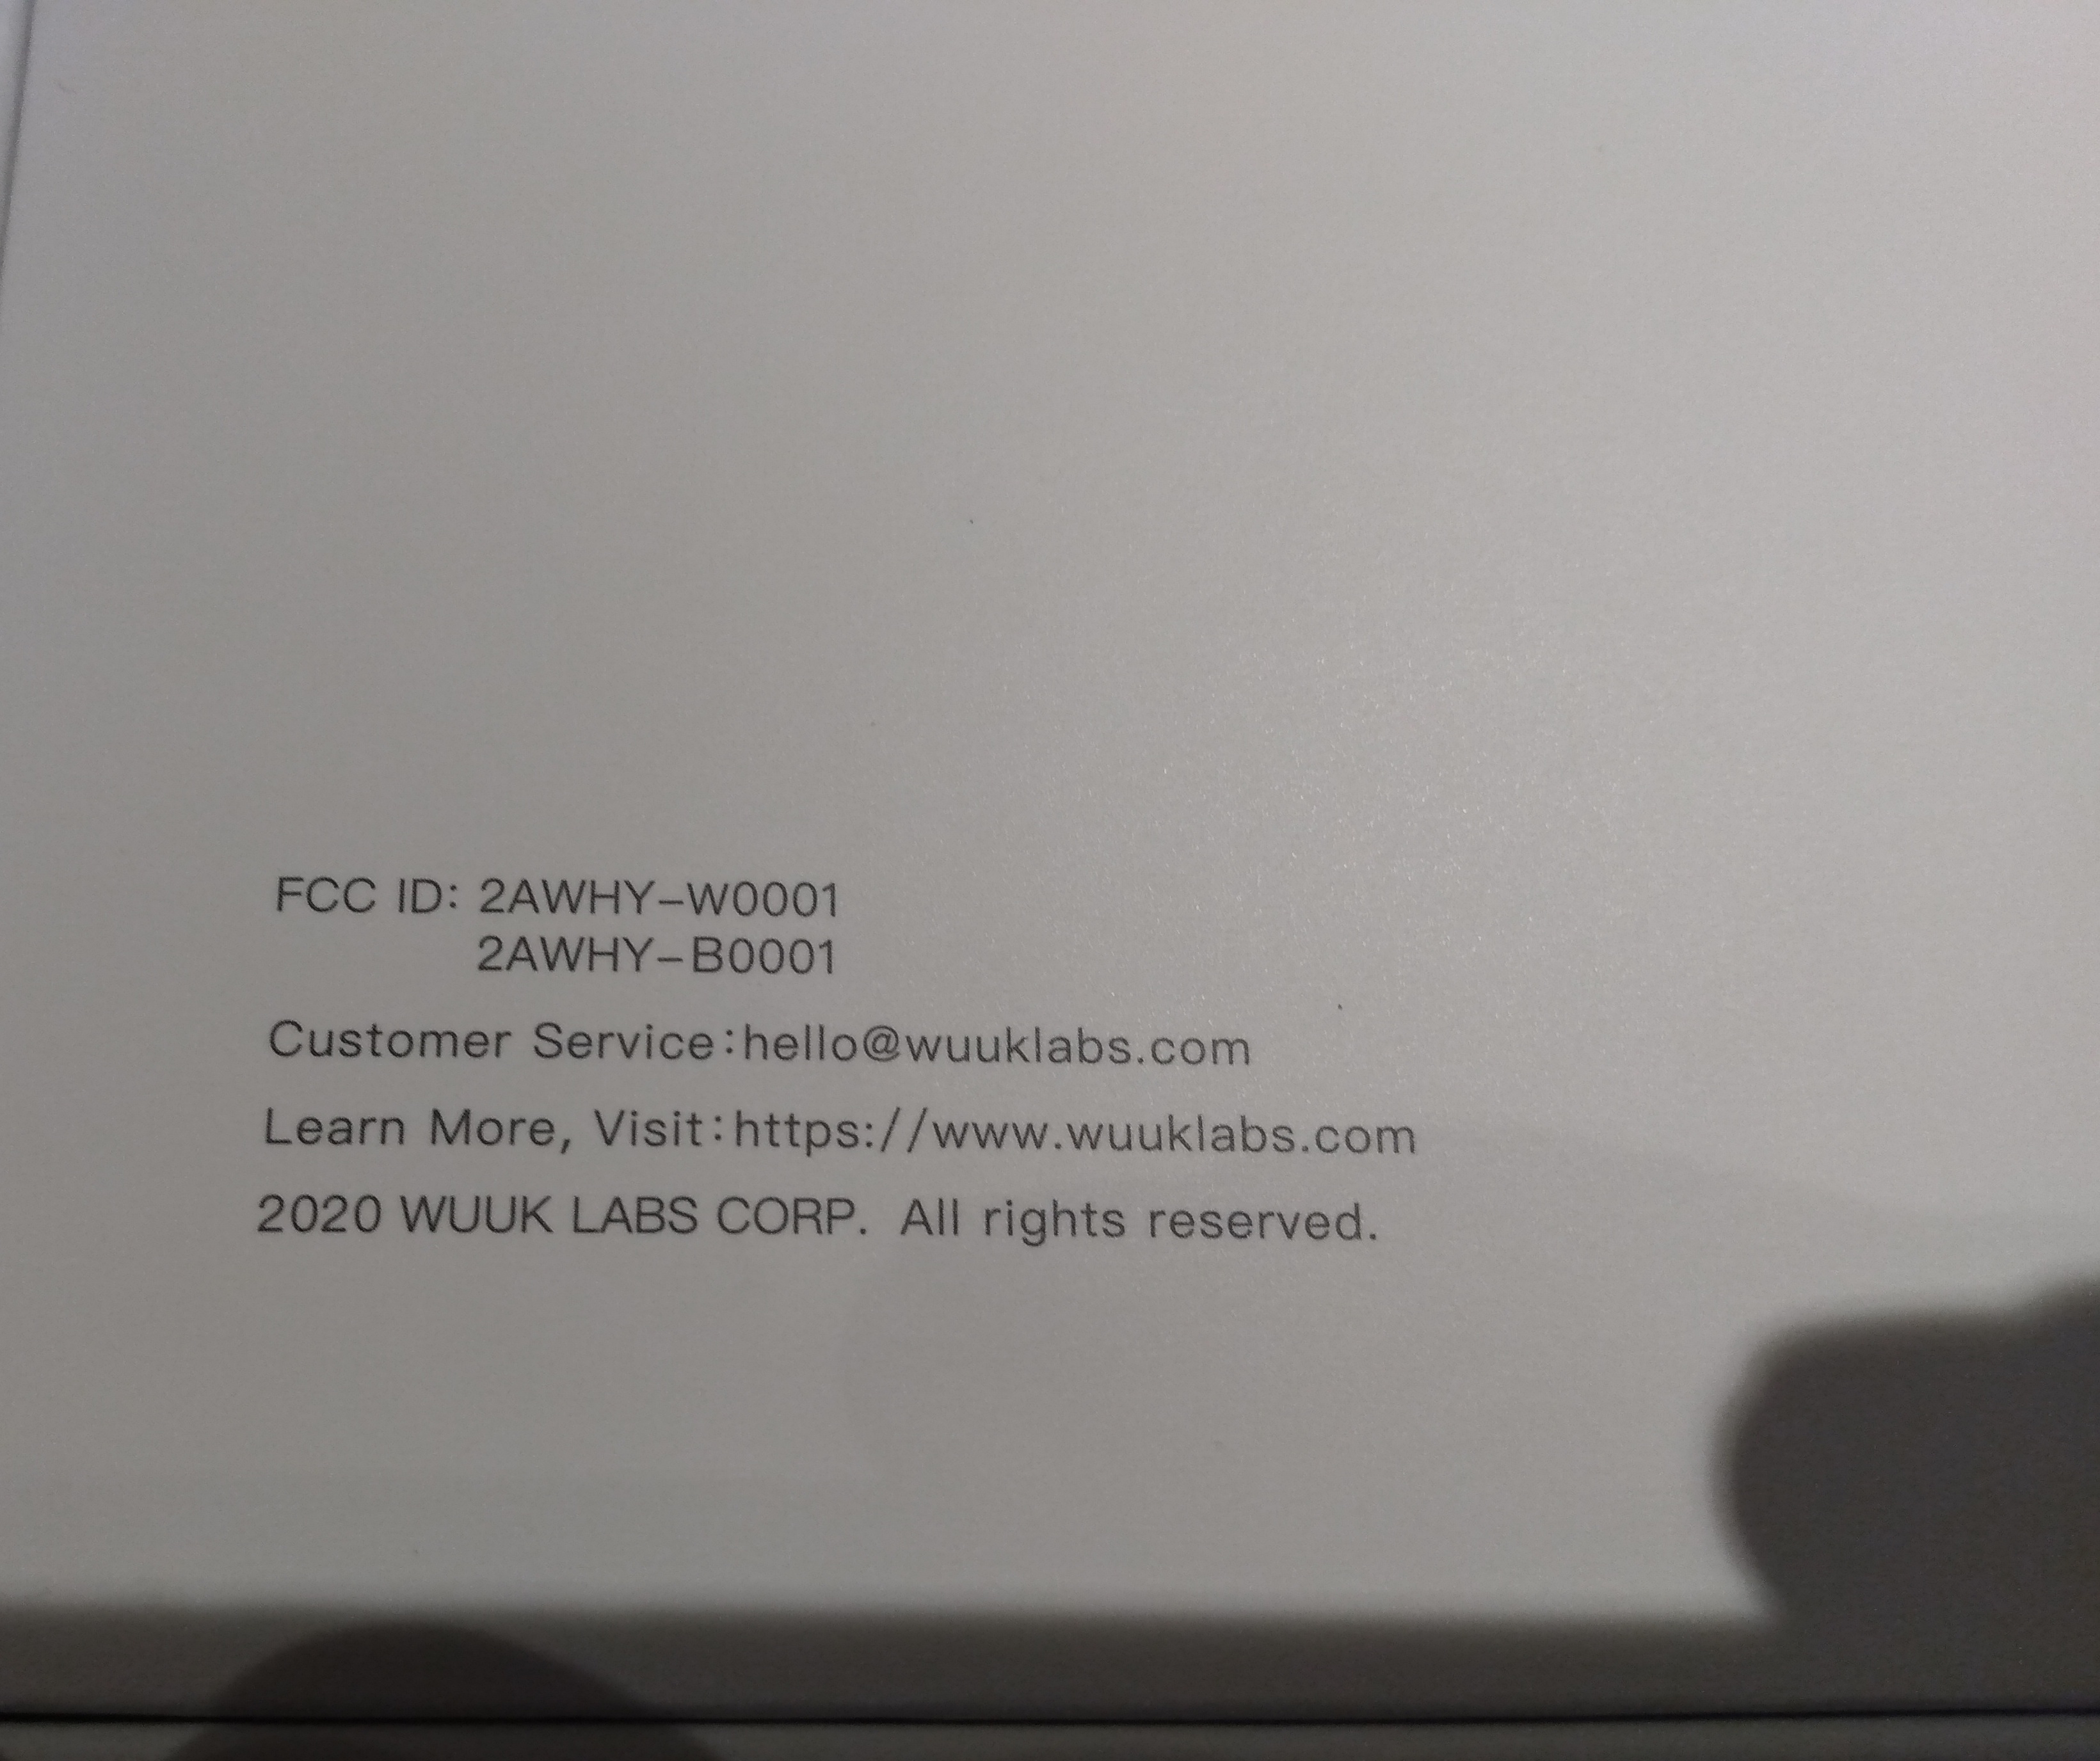 FCC ID: 2AWHY-W0001
2AWHY-B0001
Customer Service:hello@wuuklabs.com
Learn More, Visit:https://www.wuuklabs.com
2020 WUUK LABS CORP. All rights reserved.